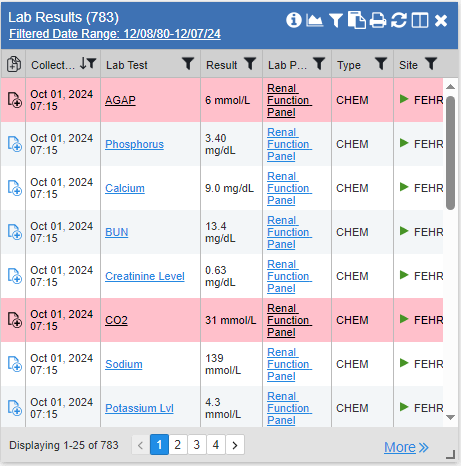 Lab Results (783)
Filtered Date Range: 12/08/80-12/07/24
Collect... Lab Test Result Lab P... Type Site
Oct 01, 2024 AGAP 6 mmol/L Renal CHEM FEHR
07:15 Function
Panel
Oct 01, 2024 Phosphorus 3.40 Renal CHEM FEHR
07:15 mg/dL Function
Panel
Oct 01, 2024 Calcium 9.0 mg/dL Renal CHEM FEHR
07:15 Function
Panel
Oct 01, 2024 BUN 13.4 Renal CHEM FEHR
07:15 mg/dL Function
Panel
Oct 01, 2024 Creatinine Level 0.63 Renal CHEM FEHR
07:15 mg/dL Function
Panel
Oct 01, 2024 CO2 31 mmol/L Renal CHEM FEHR
07:15 Function
Panel
Oct 01, 2024 Sodium 139 Renal CHEM FEHR
07:15 mmol/L Function
Panel
Oct 01, 2024 Potassium Lvl 4.3 Renal CHEM FEHR
07:15 mmol/L Function
Panel
Displaying 1-25 of 783 1 2 3 4 More